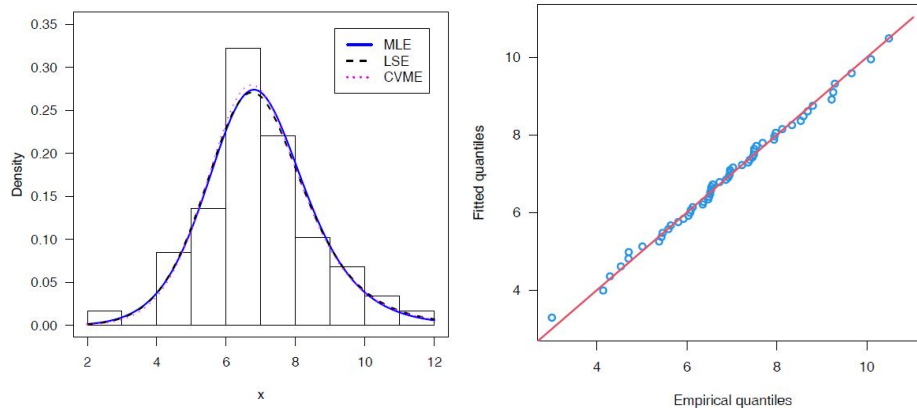 0.35
0.30
0.25
0.20
0.15
0.10
0.05
0.00
Density
MLE
LSE
CVME
2 4 6 8 10 12
x
10
8
6
4
Fitted quantiles
4 6 8 10
Empirical quantiles